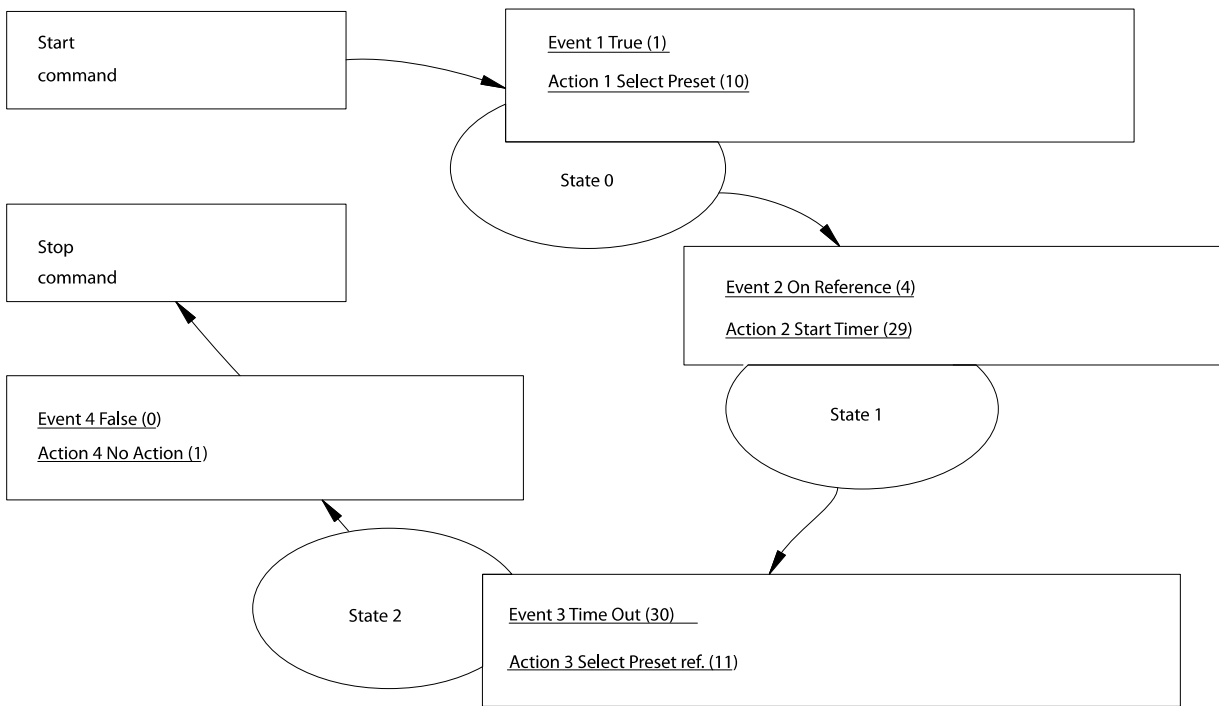 Start
command
Event 1 True (1)
Action 1 Select Preset (10)
State 0
Stop
command
Event 2 On Reference (4)
Action 2 Start Timer (29)
State 1
Event 4 False (0)
Action 4 No Action (1)
State 2
Event 3 Time Out (30)
Action 3 Select Preset ref. (11)